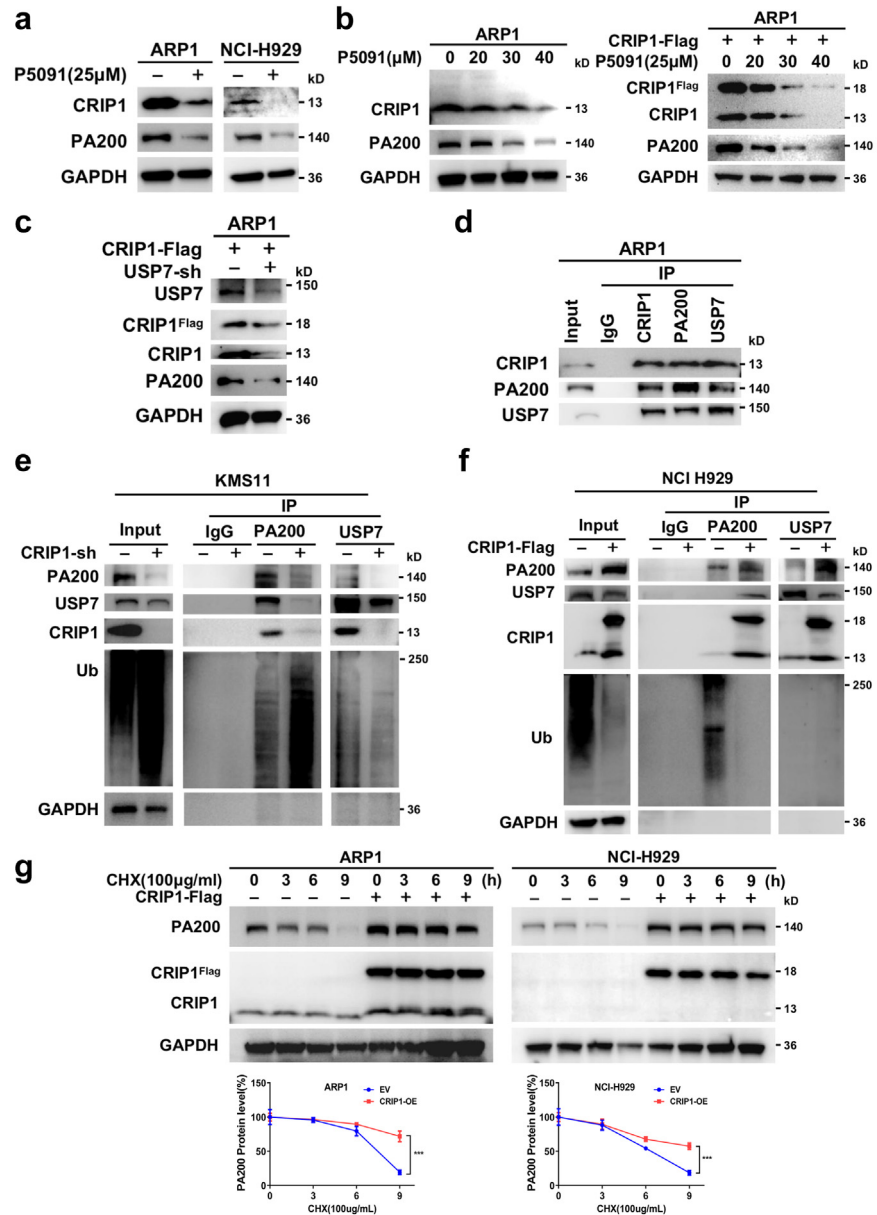 a
ARP1 NCI-H929
P5091(25μM) – + – + kD
CRIP1 13
PA200 140
GAPDH 36
b
ARP1
P5091(μM) 0 20 30 40 kD
CRIP1 13
PA200 140
GAPDH 36
ARP1
CRIP1-Flag + + + +
P5091(25μM) 0 20 30 40 kD
CRIP1Flag 18
CRIP1 13
PA200 140
GAPDH 36
c
ARP1
CRIP1-Flag + +
USP7-sh – + kD
USP7 150
CRIP1Flag 18
CRIP1 13
PA200 140
GAPDH 36
d
ARP1
IP
Input IgG CRIP1 PA200 USP7 kD
CRIP1 13
PA200 140
USP7 150
e
KMS11
IP
Input IgG PA200 USP7
CRIP1-sh – + – + – + – + kD
PA200 140
USP7 150
CRIP1 13
Ub 250
GAPDH 36
f
NCI H929
IP
Input IgG PA200 USP7
CRIP1-Flag – + – + – + – + kD
PA200 140
USP7 150
CRIP1 18
13
250
Ub
GAPDH 36
g
ARP1 NCI-H929
CHX(100μg/ml) 0 3 6 9 0 3 6 9 (h) 0 3 6 9 0 3 6 9 (h)
CRIP1-Flag – – – – + + + + – – – – + + + + kD
PA200 140
CRIP1Flag 18
CRIP1 13
GAPDH 36
ARP1
EV
CRIP1-OE
PA200 Protein level(%)
150
100
50
0
***
0 3 6 9
CHX(100ug/mL)
NCI-H929
EV
CRIP1-OE
PA200 Protein level(%)
150
100
50
0
***
0 3 6 9
CHX(100ug/mL)